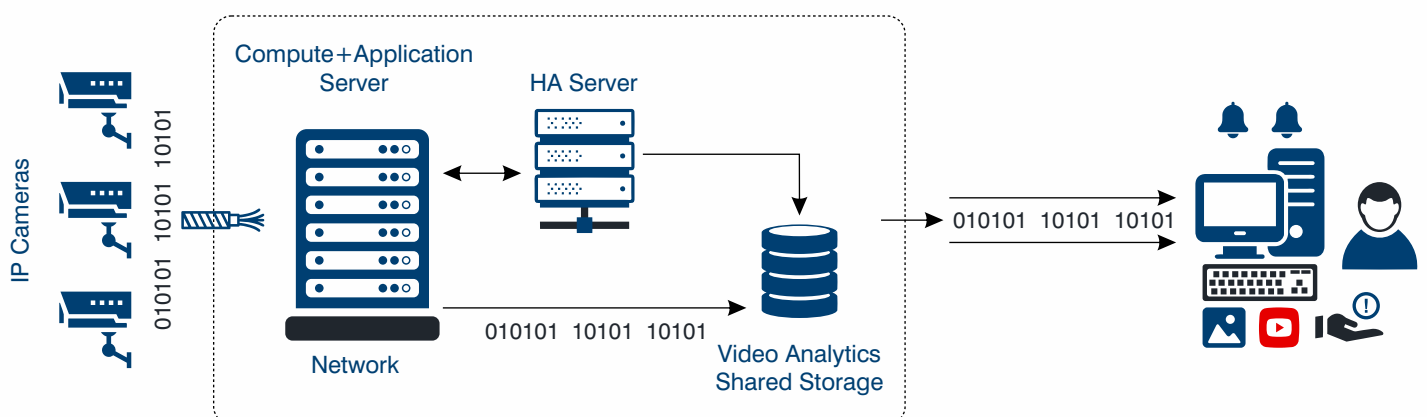 IP Cameras
010101 10101 10101
Compute+Application
Server
HA Server
Network
010101 10101 10101
Video Analytics
Shared Storage
010101 10101 10101
!